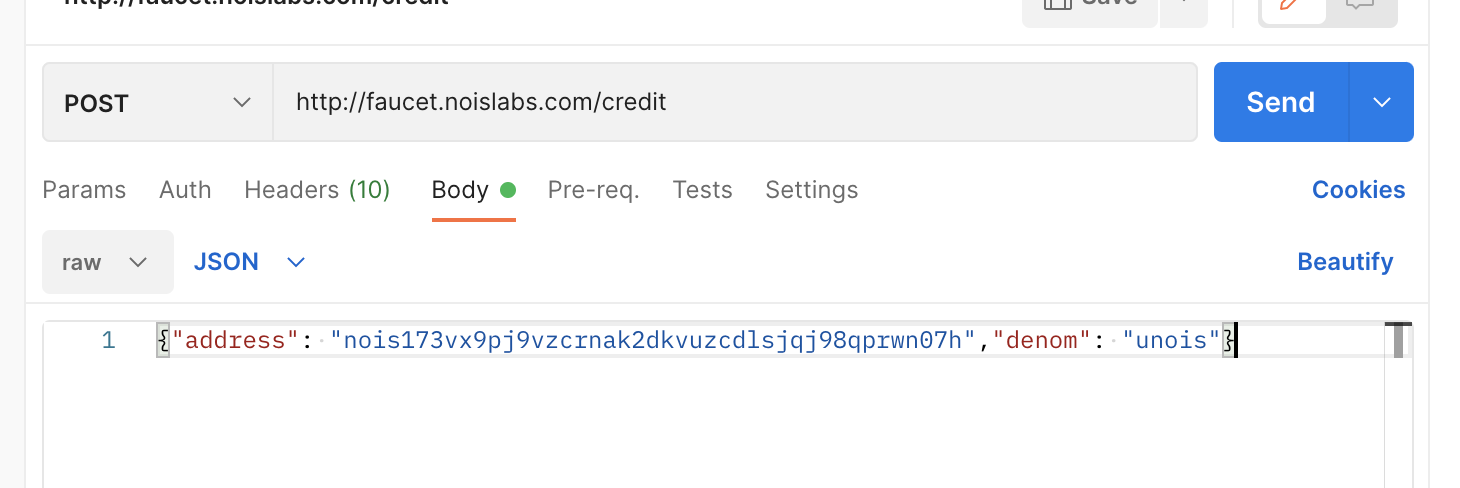 http://faucet.noislabs.com/credit
Save
POST
http://faucet.noislabs.com/credit
Send
Params Auth Headers (10) Body Pre-req. Tests Settings Cookies
raw JSON Beautify
1 {"address": "nois173vx9pj9vzcrnak2dkvuzcdlsjqj98qprwn07h","denom": "unois"}